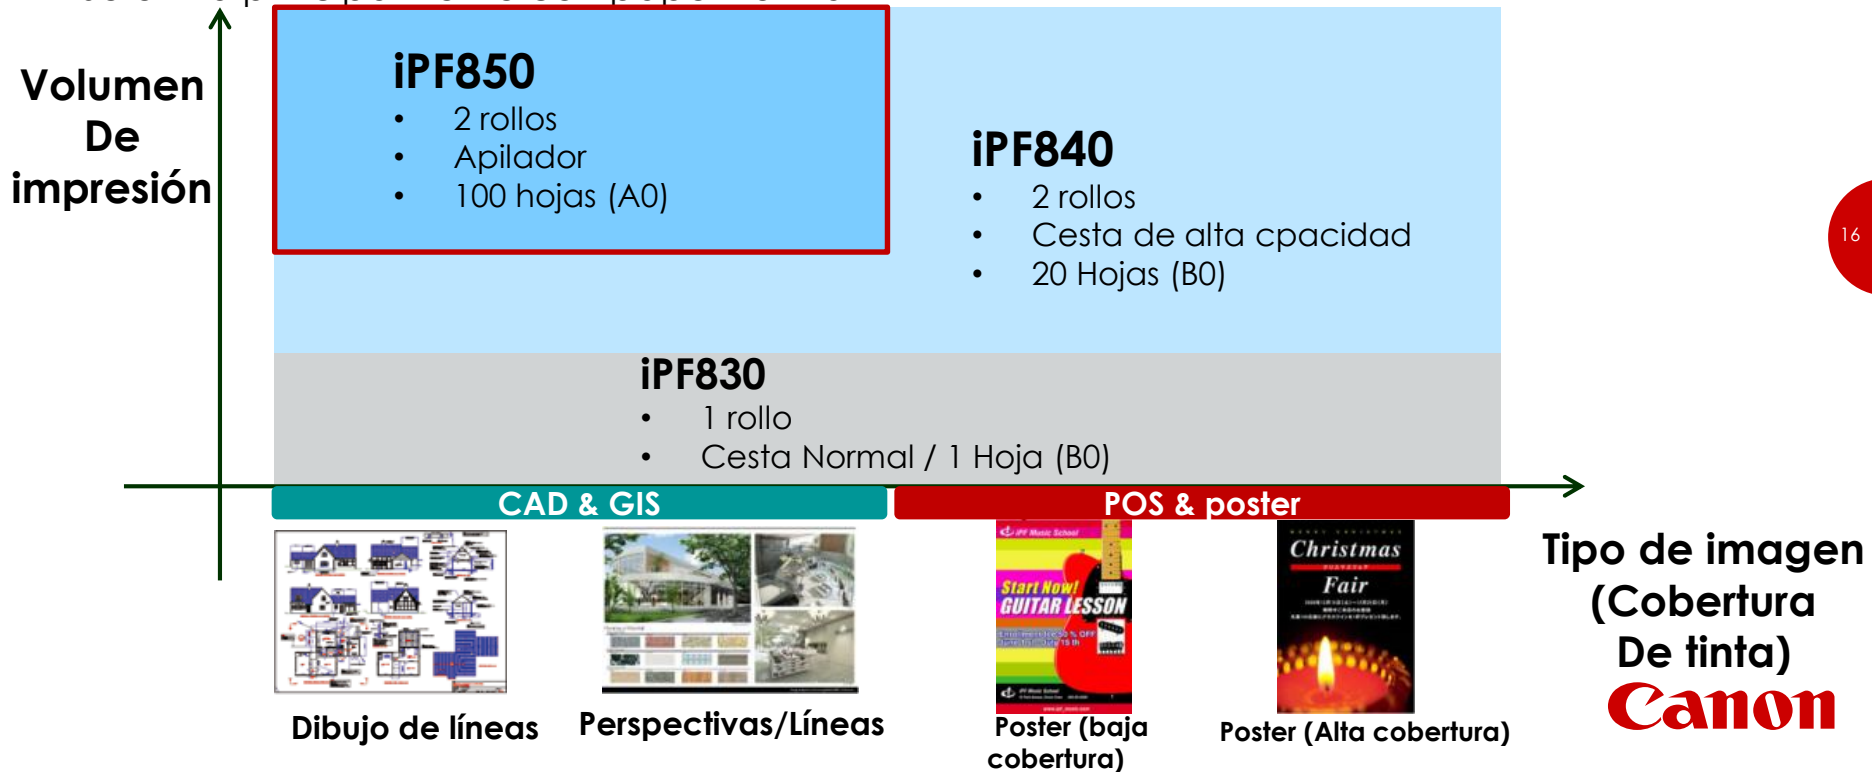 Volumen
De
impresión
iPF850
• 2 rollos
• Apilador
• 100 hojas (A0)
iPF840
• 2 rollos
• Cesta de alta cpacidad
• 20 Hojas (B0)
16
iPF830
• 1 rollo
• Cesta Normal / 1 Hoja (B0)
CAD & GIS
POS & poster
iPF Music School
Start Now!
GUITAR LESSON
Christmas
Fair
Tipo de imagen
(Cobertura
De tinta)
Canon
Dibujo de líneas
Perspectivas/Líneas
Poster (baja
cobertura)
Poster (Alta cobertura)